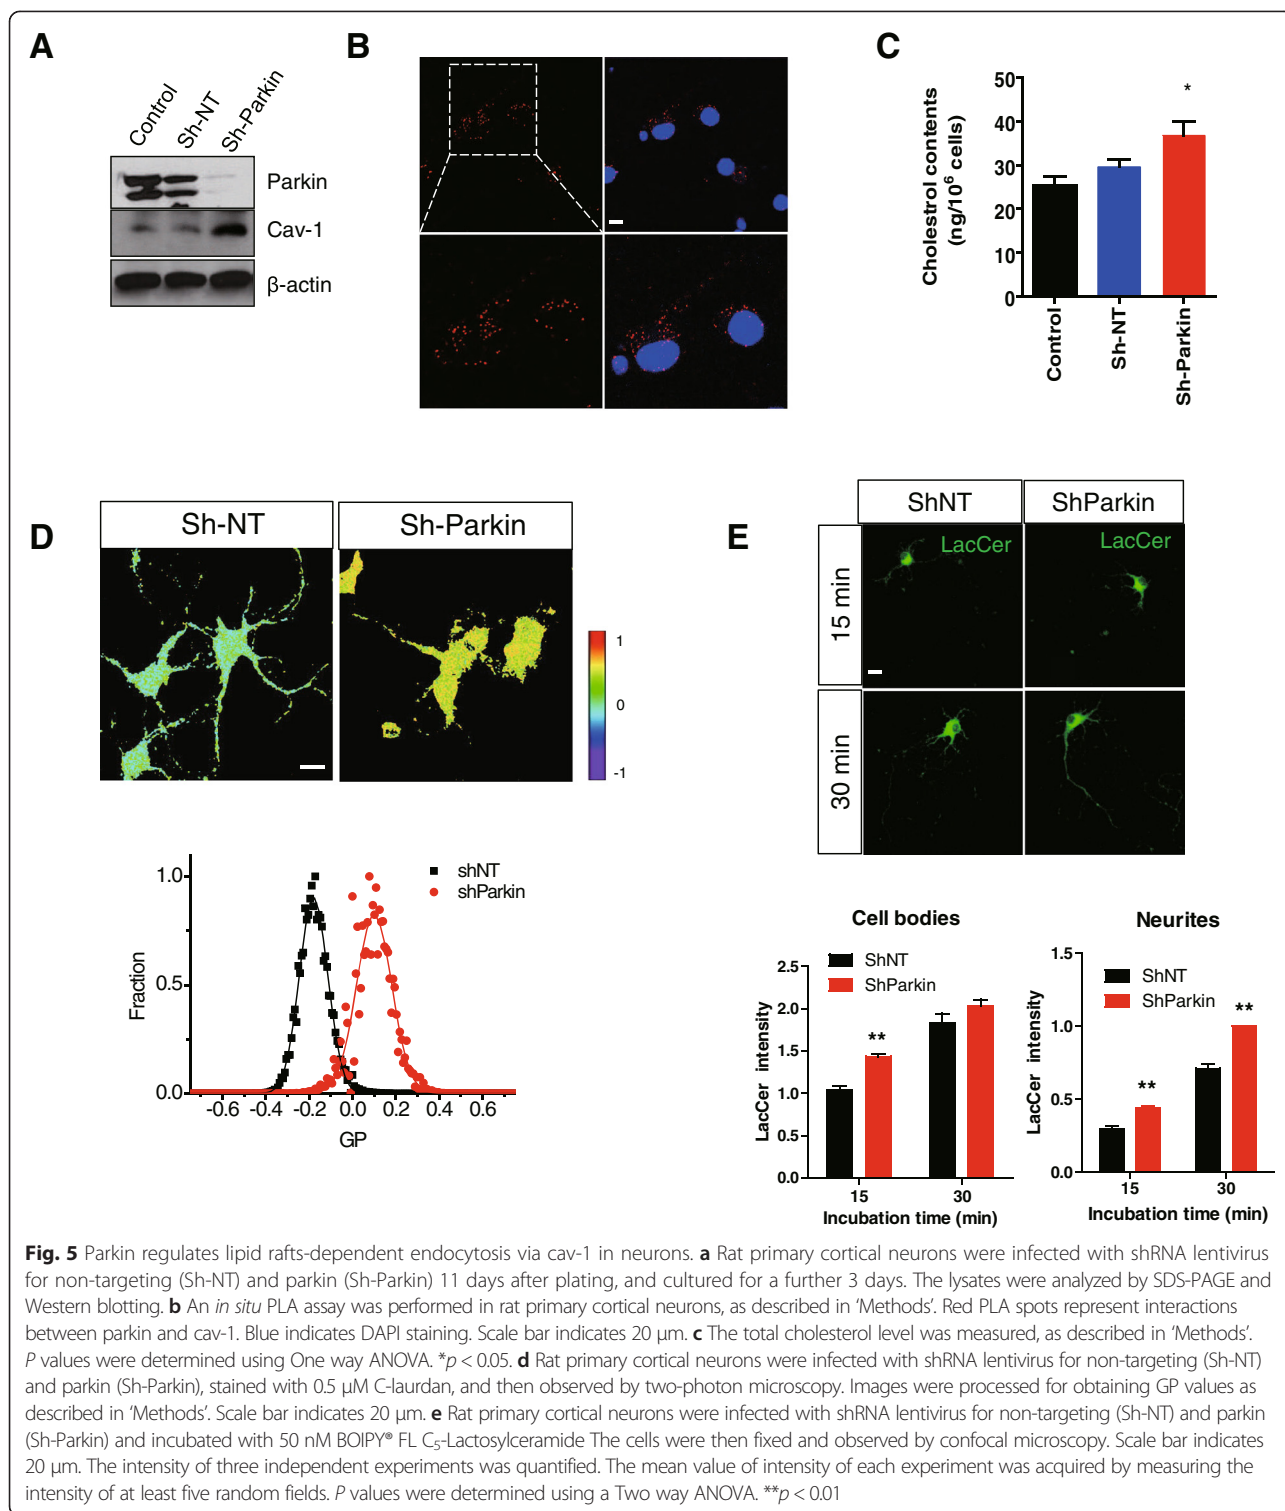 A
Control
Sh-NT
Sh-Parkin
Parkin
Cav-1
β-actin
B
C
50
40
30
20
10
0
Cholestrol contents
(ng/10⁶ cells)
*
Control
Sh-NT
Sh-Parkin
D
Sh-NT
Sh-Parkin
1
0
-1
shNT
shParkin
1.0
0.5
0.0
Fraction
-0.6 -0.4 -0.2 0.0 0.2 0.4 0.6
GP
E
ShNT
ShParkin
15 min
LacCer
LacCer
30 min
Cell bodies
ShNT
ShParkin
2.5
2.0
1.5
1.0
0.5
0.0
LacCer intensity
**
15 30
Incubation time (min)
Neurites
ShNT
ShParkin
1.5
1.0
0.5
0.0
LacCer intensity
**
**
15 30
Incubation time (min)
Fig. 5 Parkin regulates lipid rafts-dependent endocytosis via cav-1 in neurons. a Rat primary cortical neurons were infected with shRNA lentivirus
for non-targeting (Sh-NT) and parkin (Sh-Parkin) 11 days after plating, and cultured for a further 3 days. The lysates were analyzed by SDS-PAGE and
Western blotting. b An in situ PLA assay was performed in rat primary cortical neurons, as described in ‘Methods’. Red PLA spots represent interactions
between parkin and cav-1. Blue indicates DAPI staining. Scale bar indicates 20 μm. c The total cholesterol level was measured, as described in ‘Methods’.
P values were determined using One way ANOVA. *p < 0.05. d Rat primary cortical neurons were infected with shRNA lentivirus for non-targeting (Sh-NT)
and parkin (Sh-Parkin), stained with 0.5 μM C-laurdan, and then observed by two-photon microscopy. Images were processed for obtaining GP values as
described in ‘Methods’. Scale bar indicates 20 μm. e Rat primary cortical neurons were infected with shRNA lentivirus for non-targeting (Sh-NT) and parkin
(Sh-Parkin) and incubated with 50 nM BOIPY® FL C₅-Lactosylceramide The cells were then fixed and observed by confocal microscopy. Scale bar indicates
20 μm. The intensity of three independent experiments was quantified. The mean value of intensity of each experiment was acquired by measuring the
intensity of at least five random fields. P values were determined using a Two way ANOVA. **p < 0.01